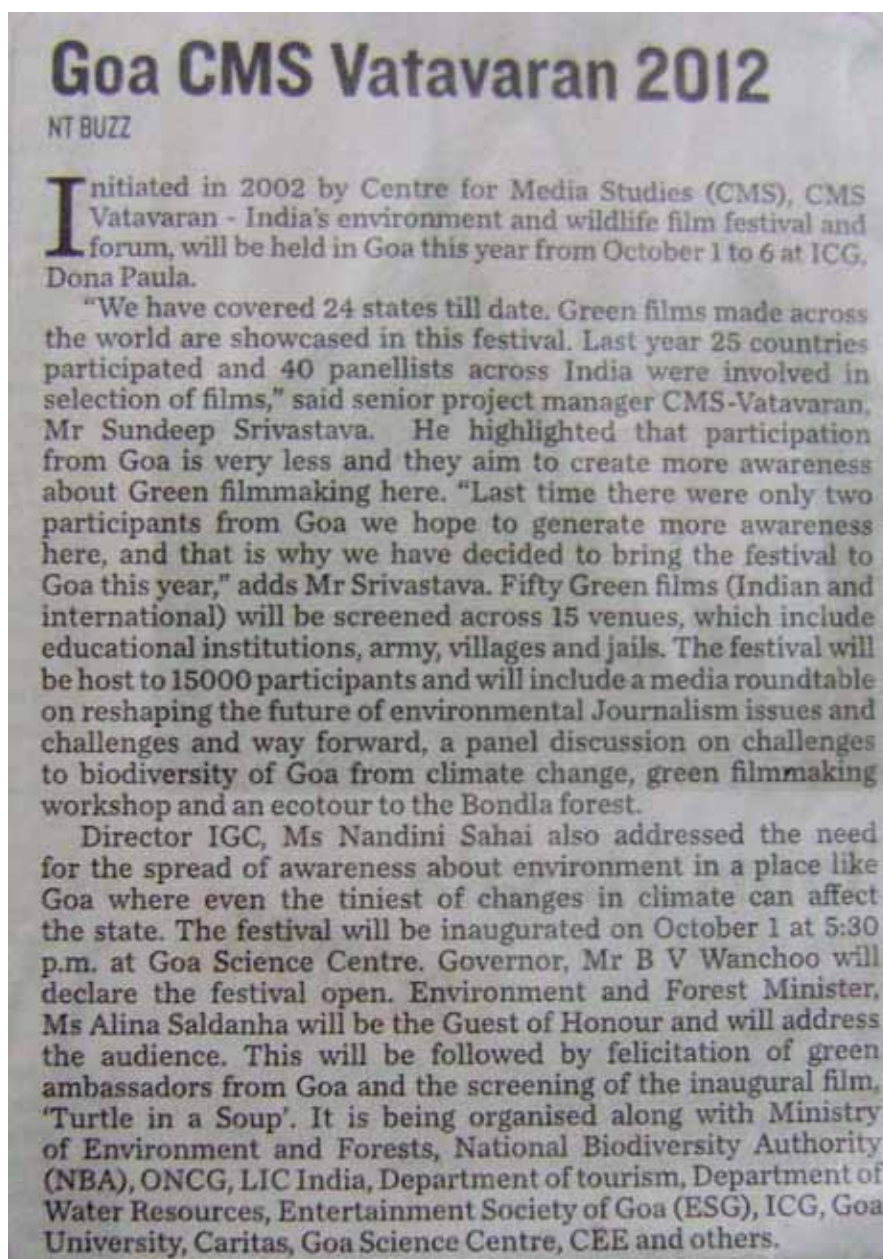 Goa CMS Vatavaran 2012
NT BUZZ
Initiated in 2002 by Centre for Media Studies (CMS), CMS
Vatavaran - India's environment and wildlife film festival and
forum, will be held in Goa this year from October 1 to 6 at ICG,
Dona Paula.
"We have covered 24 states till date. Green films made across
the world are showcased in this festival. Last year 25 countries
participated and 40 panellists across India were involved in
selection of films," said senior project manager CMS-Vatavaran,
Mr Sundeep Srivastava. He highlighted that participation
from Goa is very less and they aim to create more awareness
about Green filmmaking here. "Last time there were only two
participants from Goa we hope to generate more awareness
here, and that is why we have decided to bring the festival to
Goa this year," adds Mr Srivastava. Fifty Green films (Indian and
international) will be screened across 15 venues, which include
educational institutions, army, villages and jails. The festival will
be host to 15000 participants and will include a media roundtable
on reshaping the future of environmental Journalism issues and
challenges and way forward, a panel discussion on challenges
to biodiversity of Goa from climate change, green filmmaking
workshop and an ecotour to the Bondla forest.
Director IGC, Ms Nandini Sahai also addressed the need
for the spread of awareness about environment in a place like
Goa where even the tiniest of changes in climate can affect
the state. The festival will be inaugurated on October 1 at 5:30
p.m. at Goa Science Centre. Governor, Mr B V Wanchoo will
declare the festival open. Environment and Forest Minister,
Ms Alina Saldanha will be the Guest of Honour and will address
the audience. This will be followed by felicitation of green
ambassadors from Goa and the screening of the inaugural film,
'Turtle in a Soup'. It is being organised along with Ministry
of Environment and Forests, National Biodiversity Authority
(NBA), ONCG, LIC India, Department of tourism, Department of
Water Resources, Entertainment Society of Goa (ESG), ICG, Goa
University, Caritas, Goa Science Centre, CEE and others.